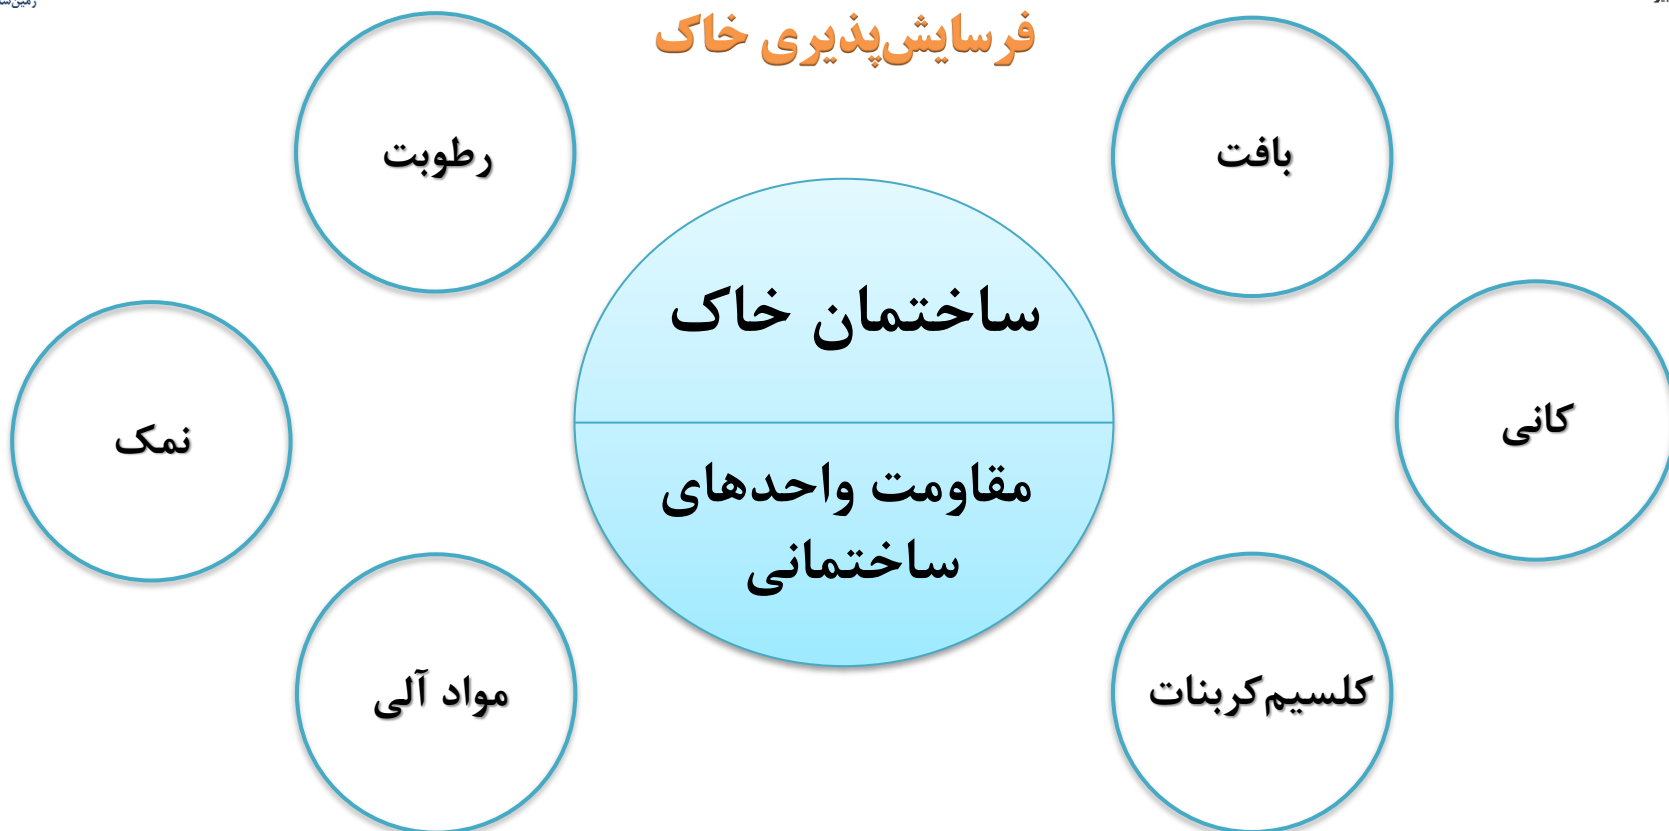 فرسایش‌پذیری خاک
بافت
رطوبت
ساختمان خاک
کانی
نمک
مقاومت واحدهای
ساختمانی
کلسیم‌کربنات
مواد آلی